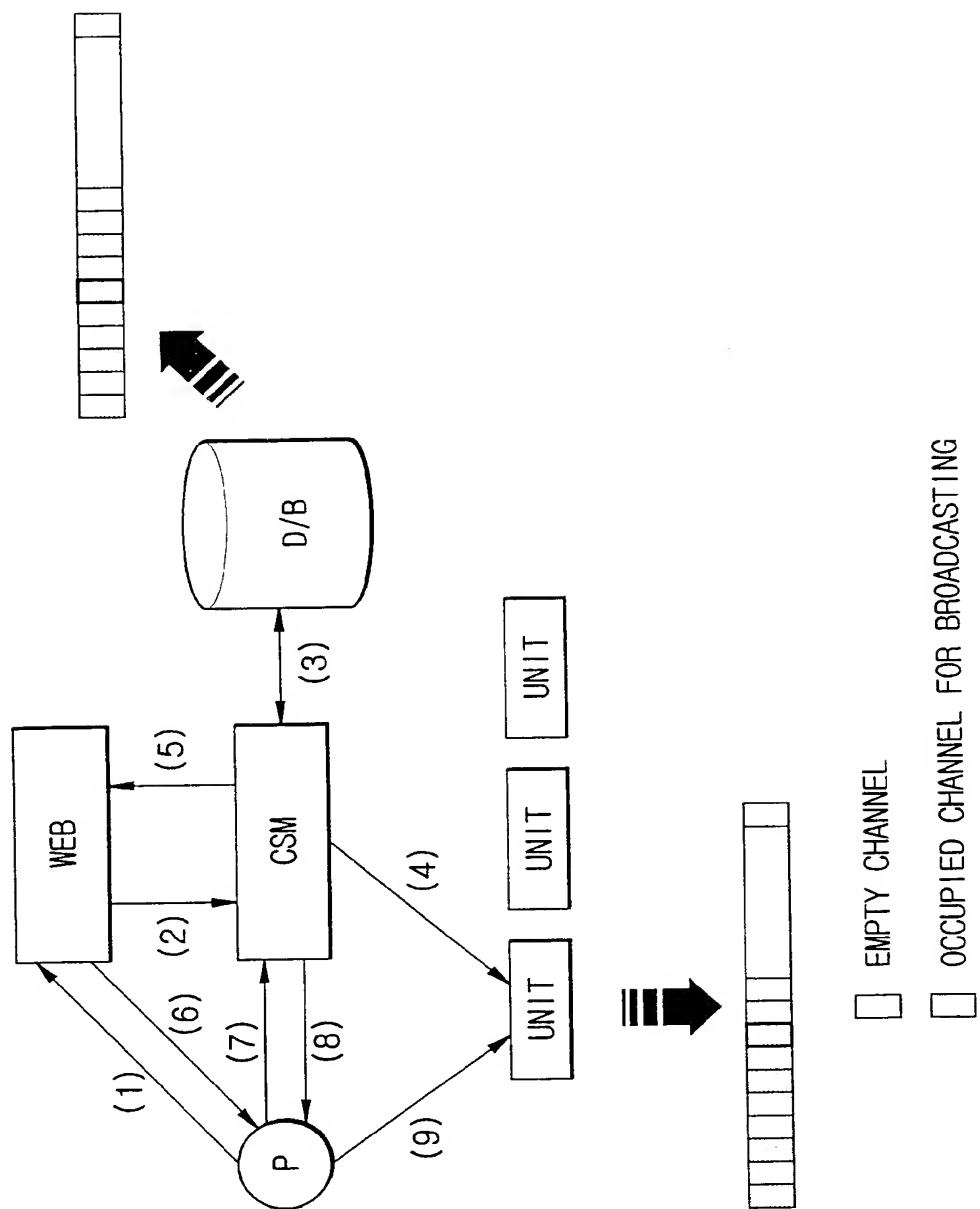 WEB
(1)
(2)
(5)
(6)
P
(7)
(8)
CSM
(3)
D/B
(9)
(4)
UNIT
UNIT
UNIT
EMPTY CHANNEL
OCCUPIED CHANNEL FOR BROADCASTING